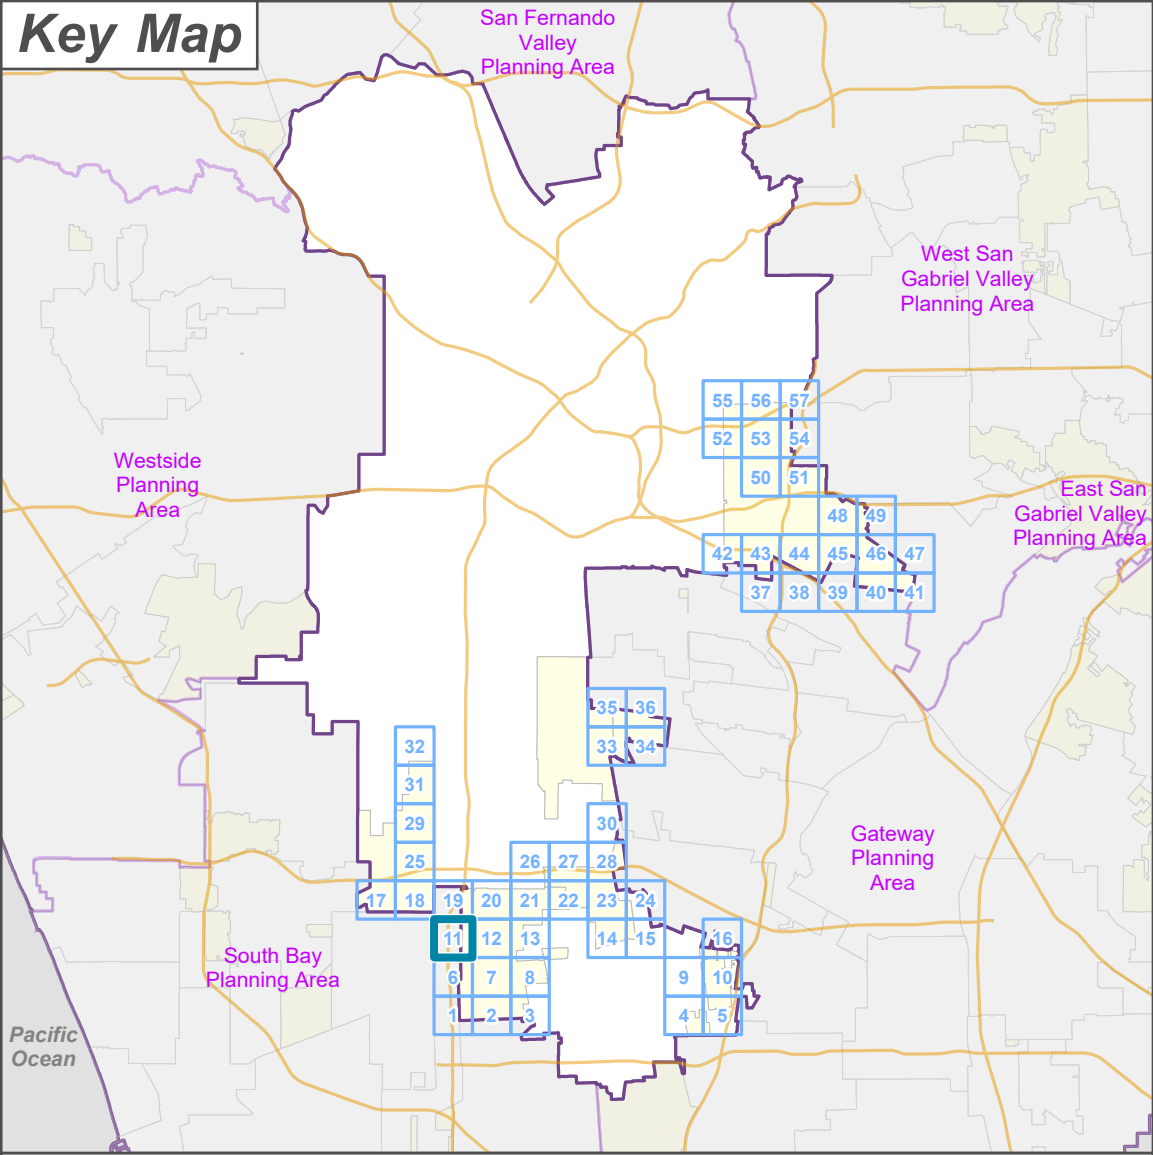 Key Map
San Fernando
Valley
Planning Area
West San
Gabriel Valley
Planning Area
55 56 57
52 53 54
Westside
Planning
Area
50 51
East San
Gabriel Valley
Planning Area
48 49
42 43 44 45 46 47
37 38 39 40 41
35 36
33 34
32
31
29 30
Gateway
Planning
Area
25 26 27 28
17 18 19 20 21 22 23 24
11 12 13 14 15 16
South Bay
Planning Area
6 7 8 9 10
1 2 3 4 5
Pacific
Ocean